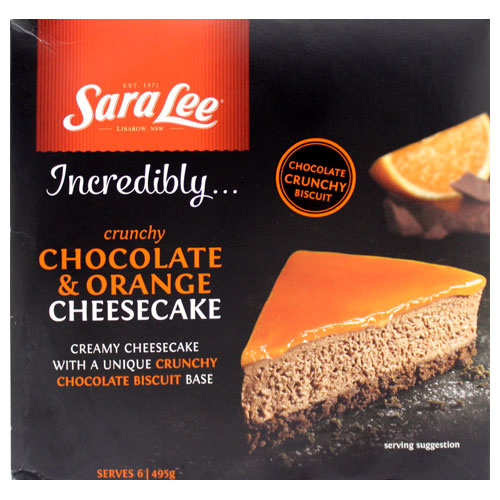 EST. 1971
Sara Lee
LISAROW NSW
Incredibly...
CHOCOLATE
CRUNCHY
BISCUIT
crunchy
CHOCOLATE
& ORANGE
CHEESECAKE
CREAMY CHEESECAKE
WITH A UNIQUE CRUNCHY
CHOCOLATE BISCUIT BASE
serving suggestion
SERVES 6 | 495g